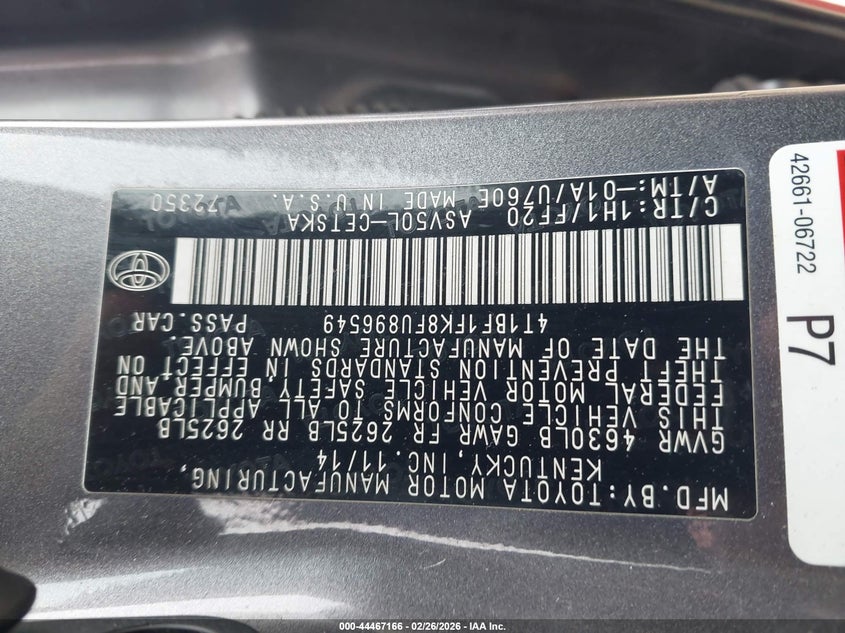 MFD.BY:TOYOTA MOTOR MANUFACTURING,
KENTUCKY,INC.11/14
GVWR 4630LB GAWR FR 2625LB RR 2625LB
THIS VEHICLE CONFORMS TO ALL APPLICABLE
FEDERAL MOTOR VEHICLE SAFETY,BUMPER,AND
THEFT PREVENTION STANDARDS IN EFFECT ON
THE DATE OF MANUFACTURE SHOWN ABOVE.
4T1BF1FK8FU896549 PASS.CAR
C/TR:1H1/FF20 ASV50L-CETSKA
A/TM:-01A/U760E MADE IN U.S.A. A72350
42661-06722
P7
000-44467166 | 02/26/2026 - IAA Inc.